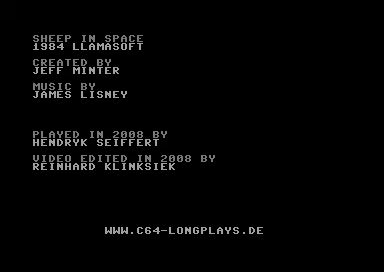 SHEEP IN SPACE
1984 LLAMASOFT
CREATED BY
JEFF MINTER
MUSIC BY
JAMES LISNEY
PLAYED IN 2008 BY
HENDRYK SEIFFERT
VIDEO EDITED IN 2008 BY
REINHARD KLINKSIEK
WWW.C64-LONGPLAYS.DE